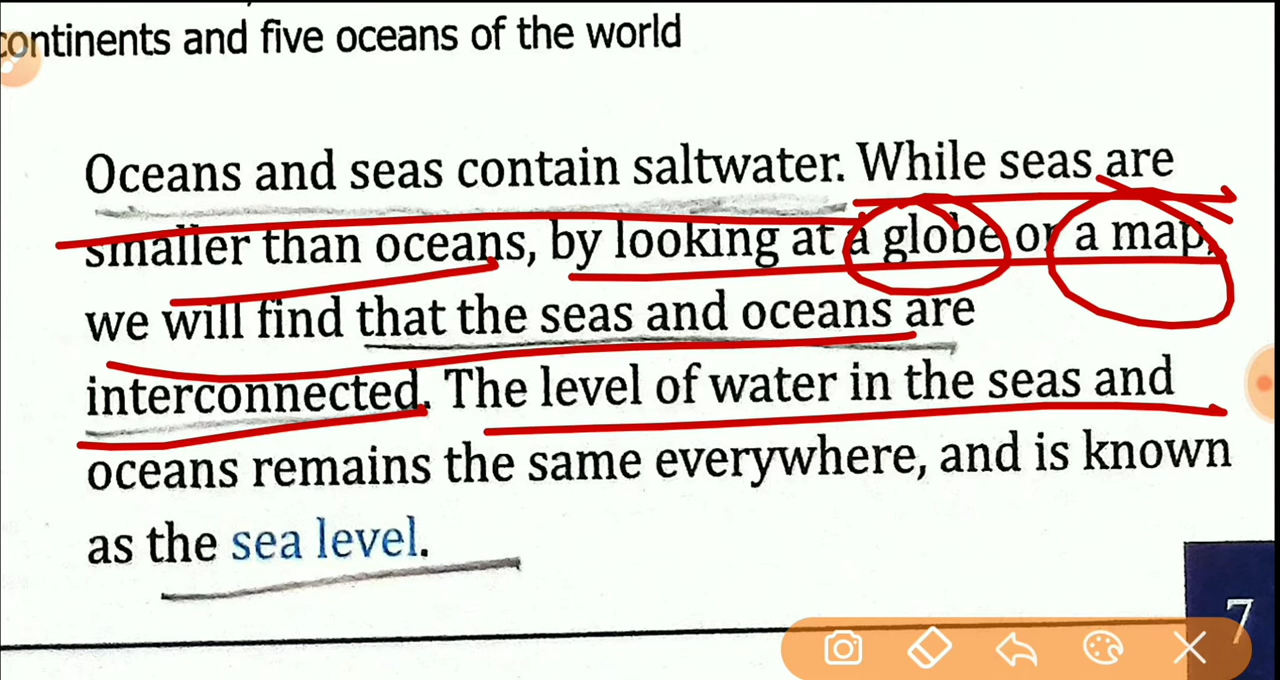 continents and five oceans of the world
Oceans and seas contain saltwater. While seas are
smaller than oceans, by looking at a globe or a map,
we will find that the seas and oceans are
interconnected. The level of water in the seas and
oceans remains the same everywhere, and is known
as the sea level.
7